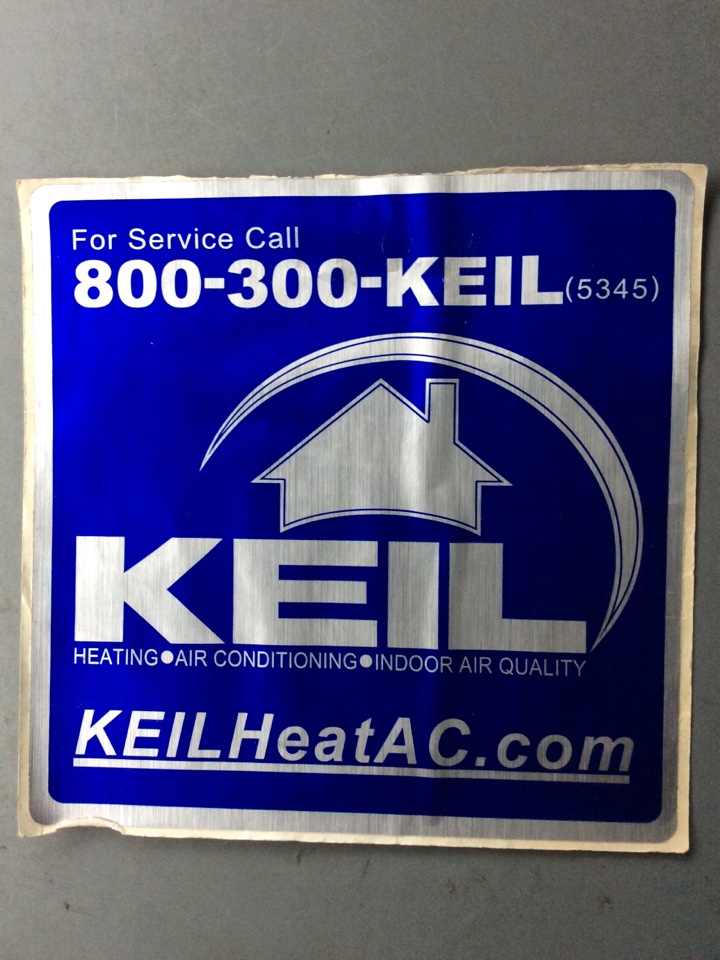 For Service Call
800-300-KEIL(5345)
KEIL
HEATING●AIR CONDITIONING●INDOOR AIR QUALITY
KEILHeatAC.com